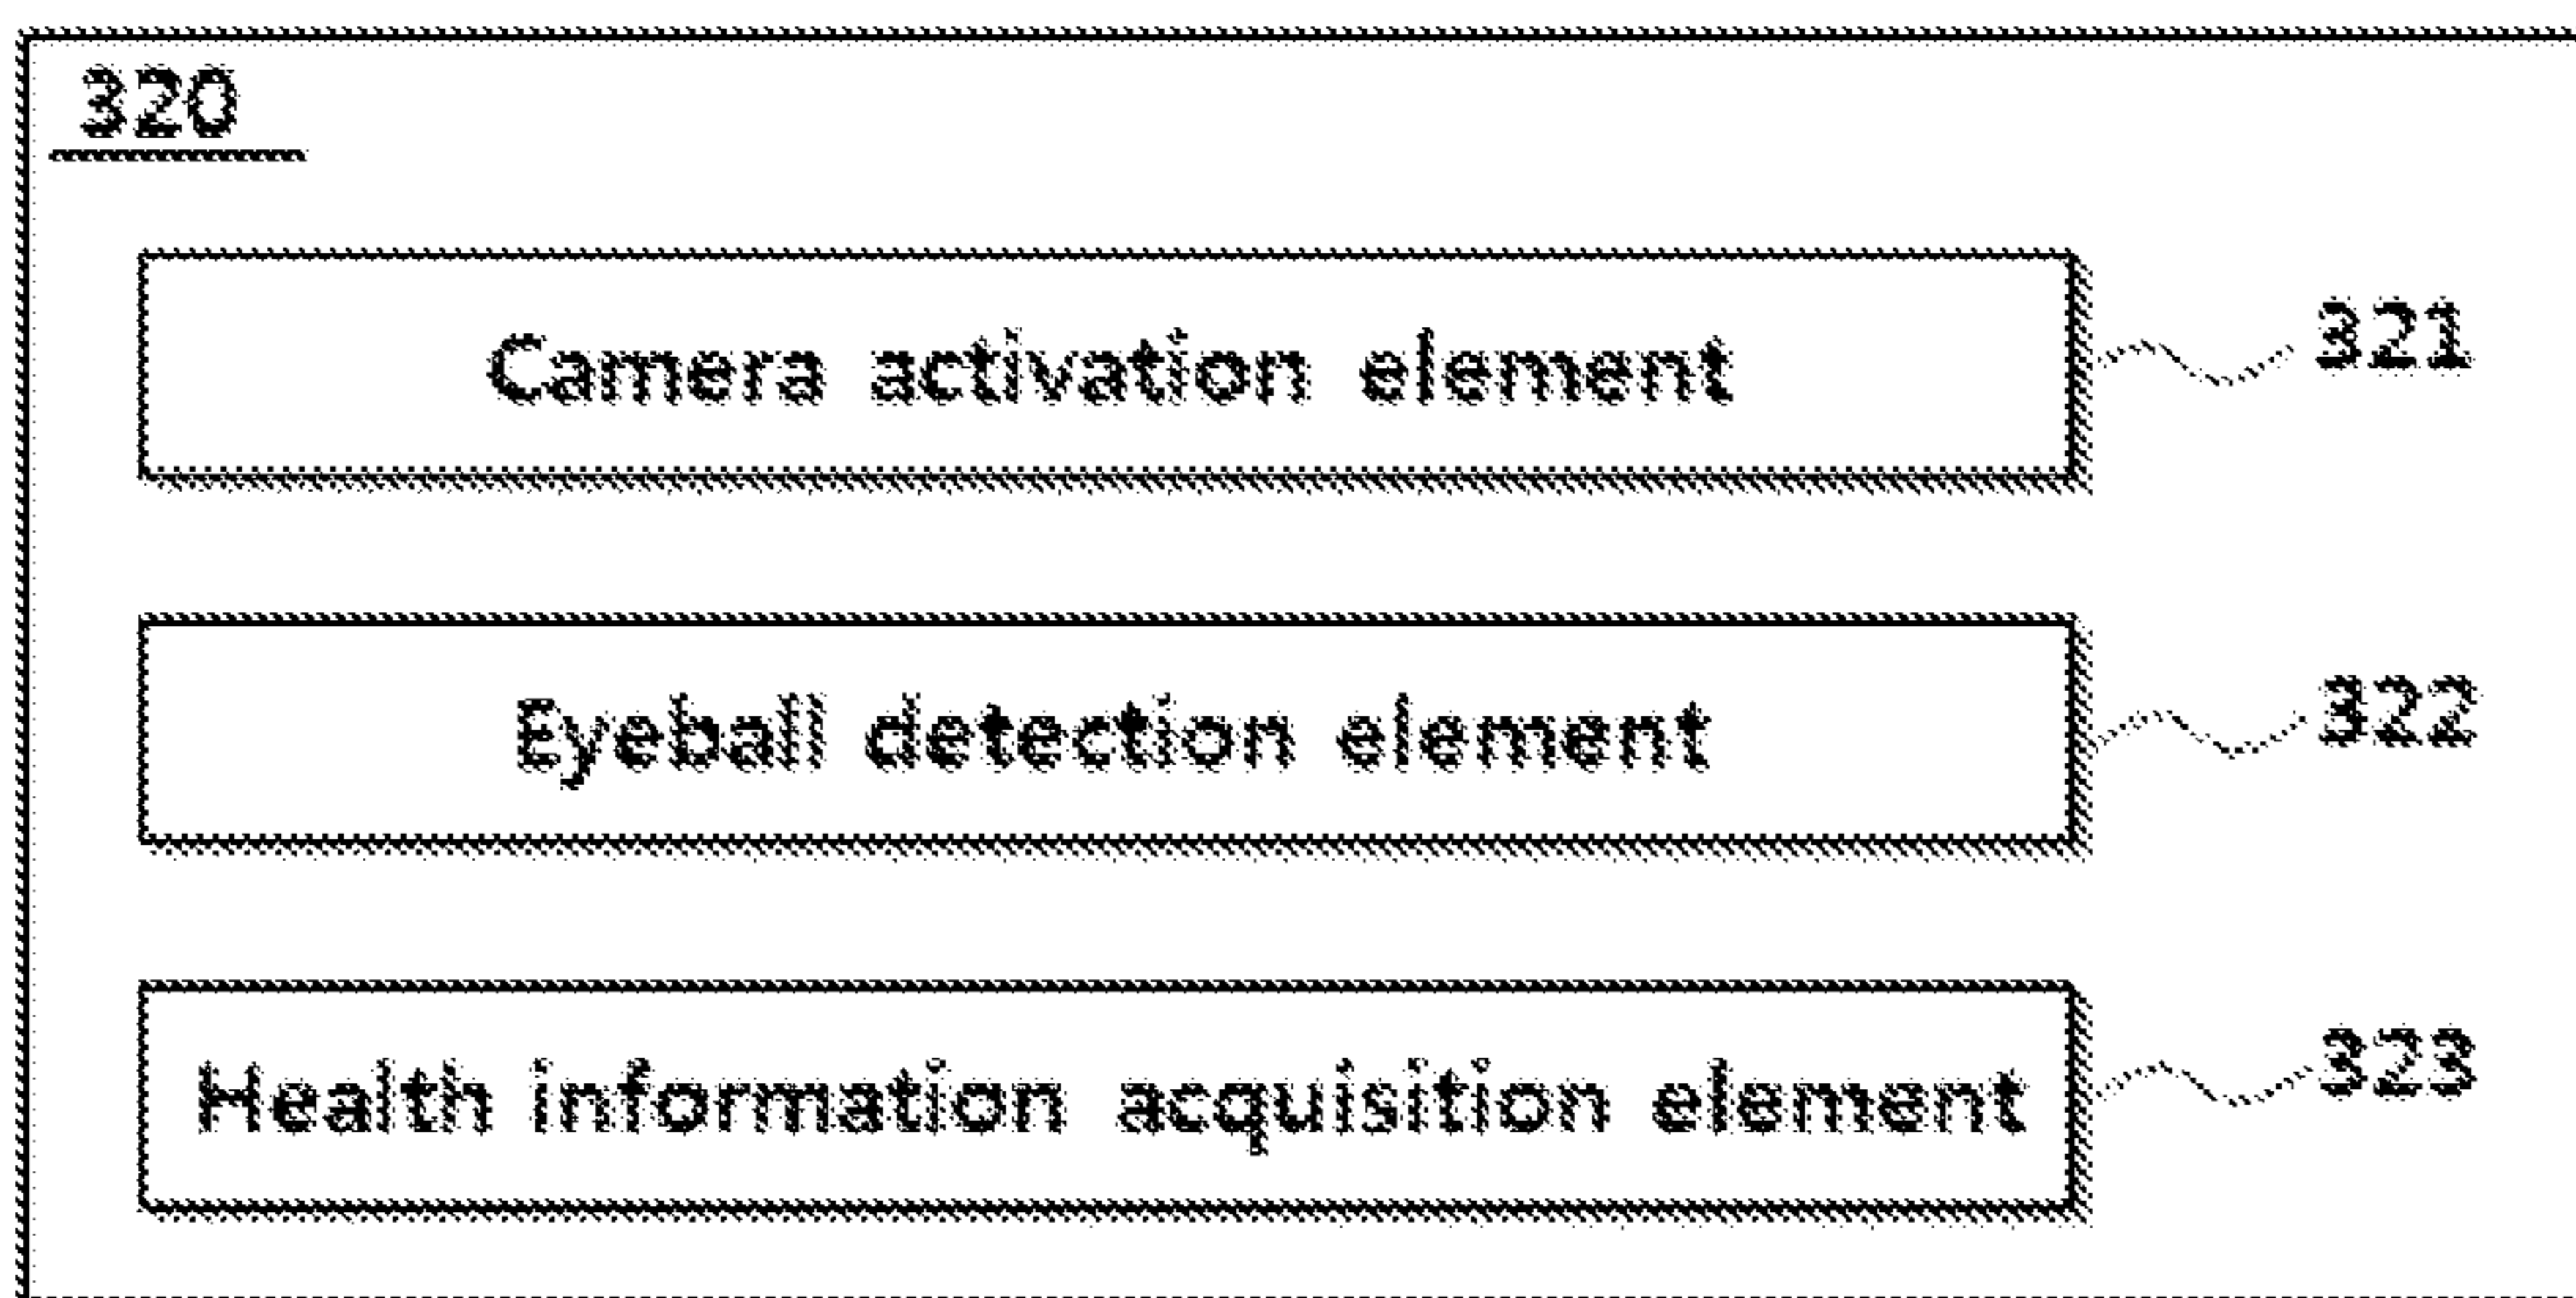 320
Camera activation element 321
Eyeball detection element 322
Health information acquisition element 323